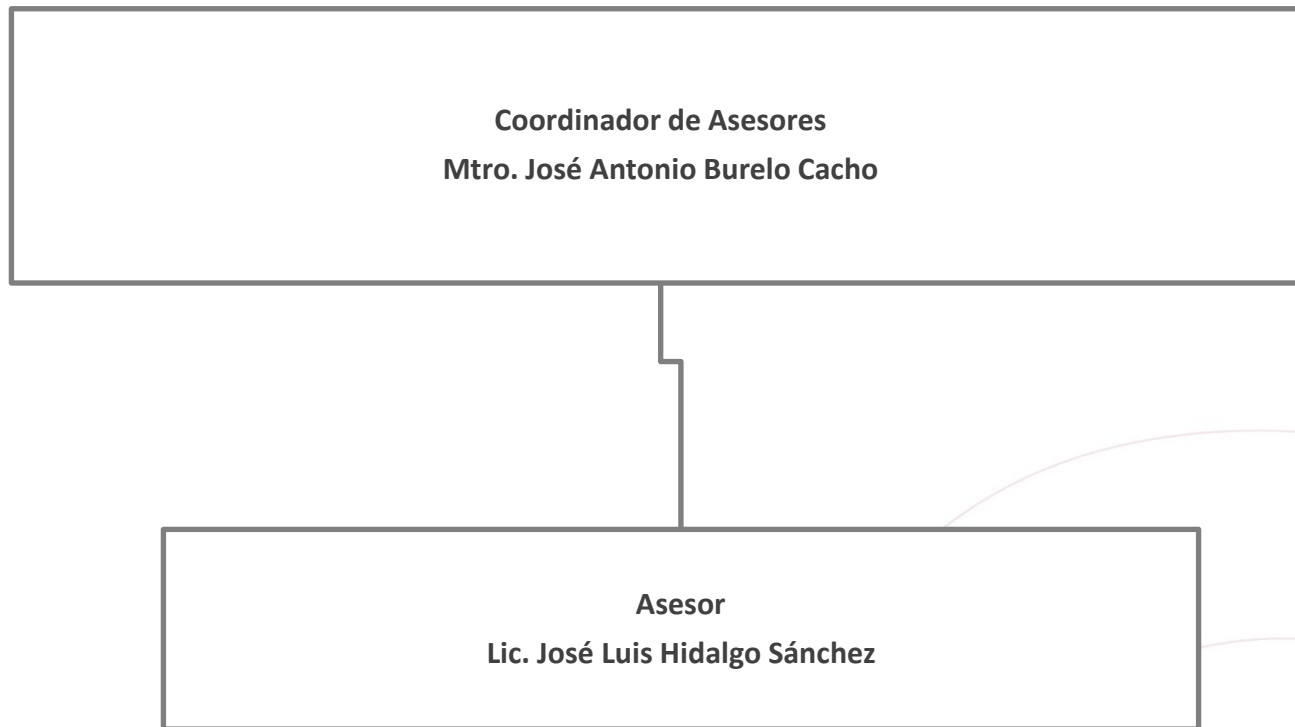 Coordinador de Asesores
Mtro. José Antonio Burelo Cacho
Asesor
Lic. José Luis Hidalgo Sánchez